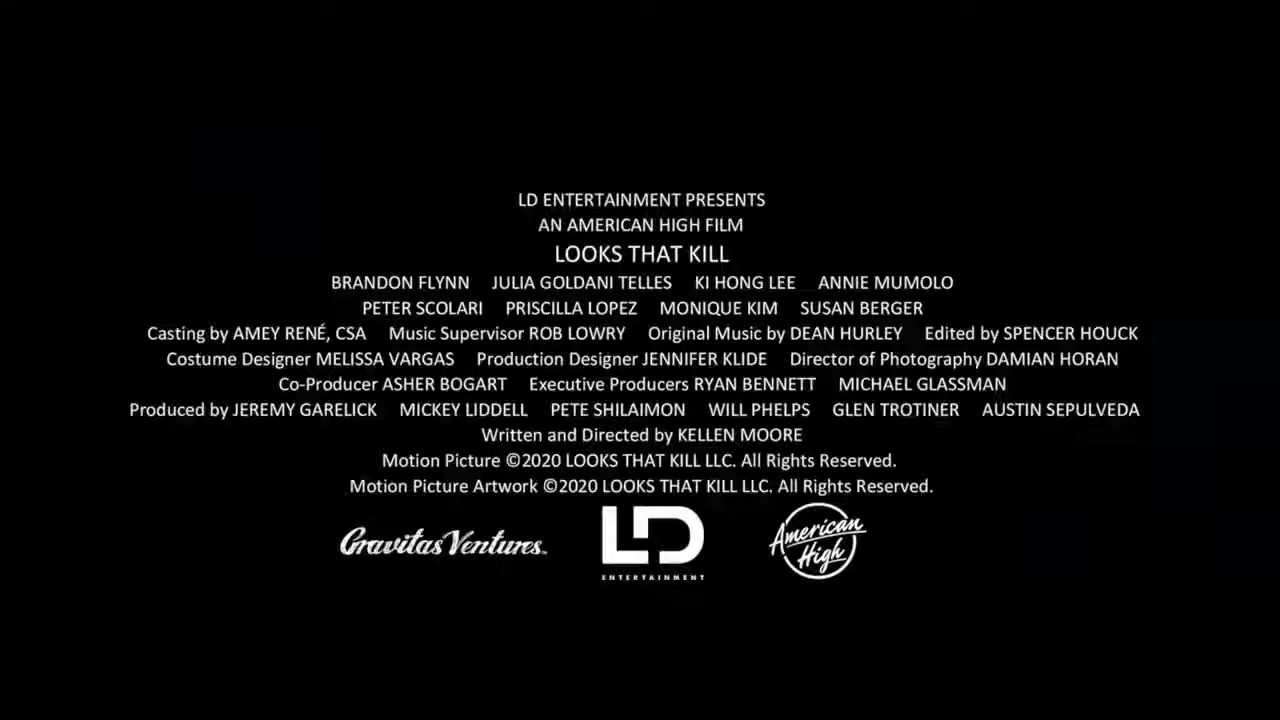 LD ENTERTAINMENT PRESENTS
AN AMERICAN HIGH FILM
LOOKS THAT KILL
BRANDON FLYNN JULIA GOLDANI TELLES KI HONG LEE ANNIE MUMOLO
PETER SCOLARI PRISCILLA LOPEZ MONIQUE KIM SUSAN BERGER
Casting by AMEY RENÉ, CSA Music Supervisor ROB LOWRY Original Music by DEAN HURLEY Edited by SPENCER HOUCK
Costume Designer MELISSA VARGAS Production Designer JENNIFER KLIDE Director of Photography DAMIAN HORAN
Co-Producer ASHER BOGART Executive Producers RYAN BENNETT MICHAEL GLASSMAN
Produced by JEREMY GARELICK MICKEY LIDDELL PETE SHILAIMON WILL PHELPS GLEN TROTINER AUSTIN SEPULVEDA
Written and Directed by KELLEN MOORE
Motion Picture ©2020 LOOKS THAT KILL LLC. All Rights Reserved.
Motion Picture Artwork ©2020 LOOKS THAT KILL LLC. All Rights Reserved.
Gravitas Ventures™
LD
ENTERTAINMENT
American
High